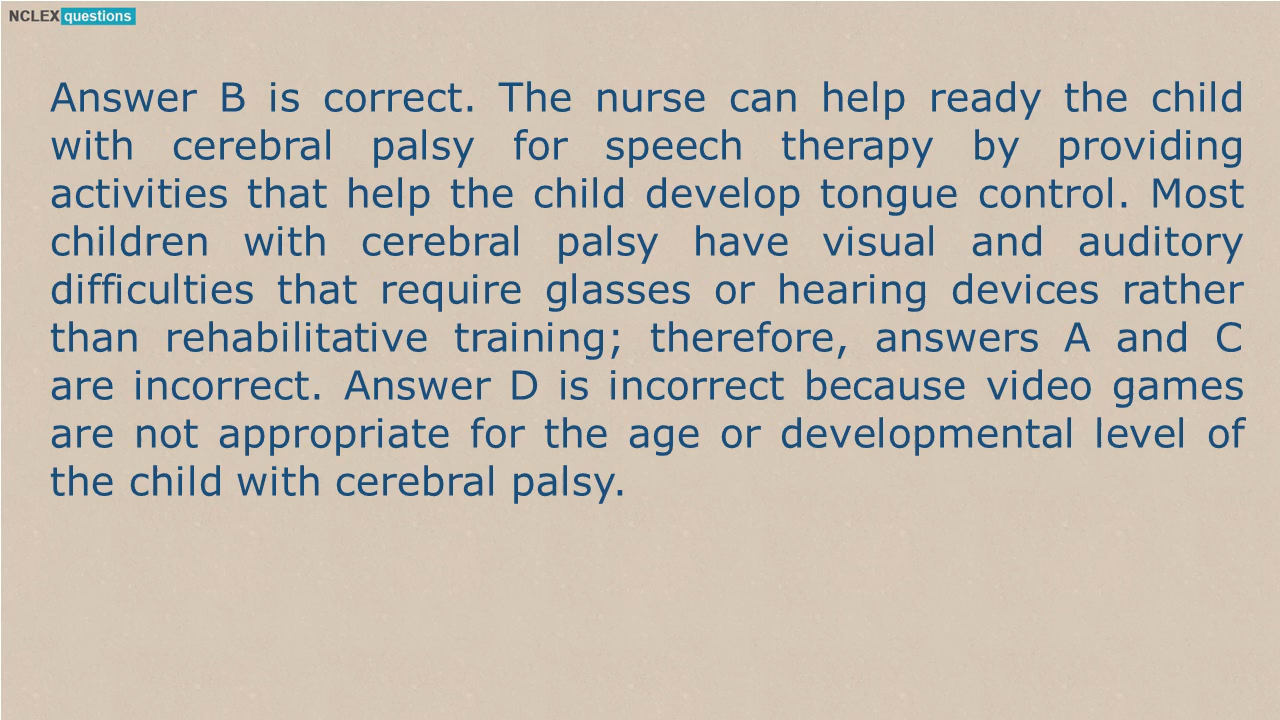 NCLEX questions
Answer B is correct. The nurse can help ready the child
with cerebral palsy for speech therapy by providing
activities that help the child develop tongue control. Most
children with cerebral palsy have visual and auditory
difficulties that require glasses or hearing devices rather
than rehabilitative training; therefore, answers A and C
are incorrect. Answer D is incorrect because video games
are not appropriate for the age or developmental level of
the child with cerebral palsy.